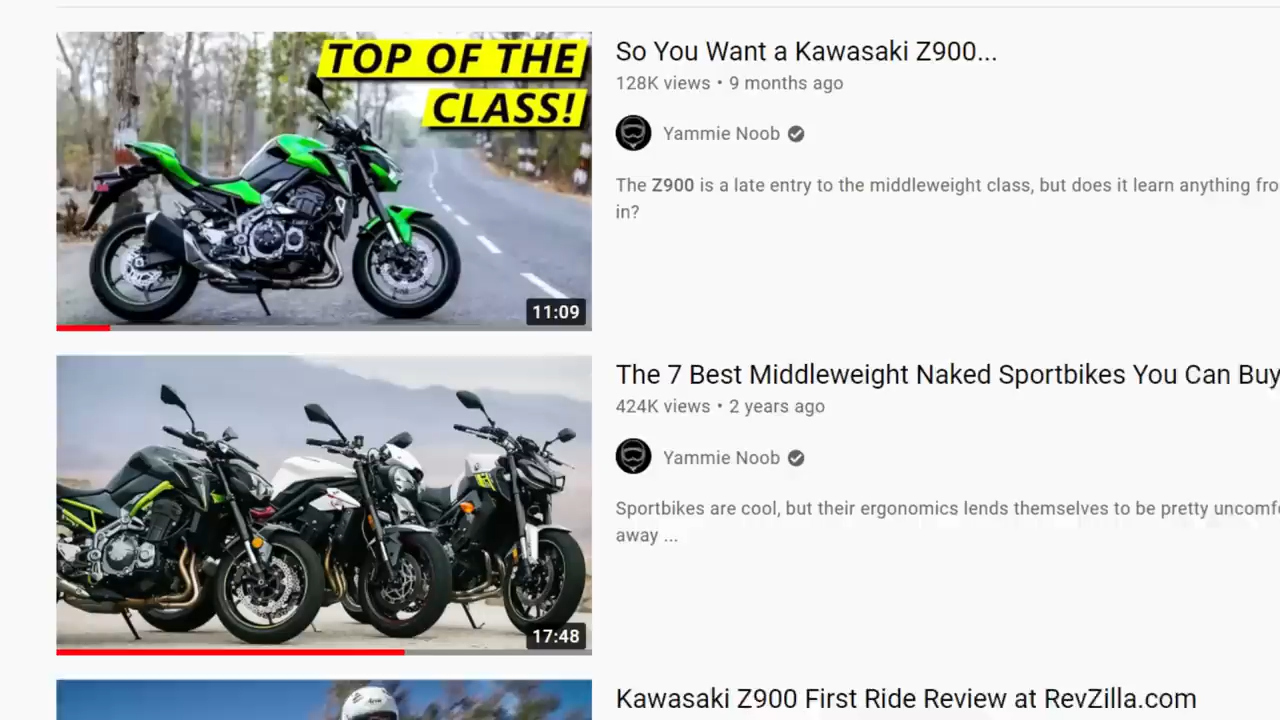 TOP OF THE
CLASS!
11:09
So You Want a Kawasaki Z900...
128K views • 9 months ago
Yammie Noob
The Z900 is a late entry to the middleweight class, but does it learn anything fro
in?
17:48
The 7 Best Middleweight Naked Sportbikes You Can Buy
424K views • 2 years ago
Yammie Noob
Sportbikes are cool, but their ergonomics lends themselves to be pretty uncomf
away ...
Kawasaki Z900 First Ride Review at RevZilla.com